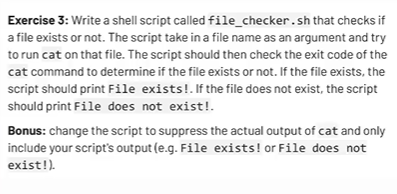 Exercise 3: Write a shell script called file_checker.sh that checks if
a file exists or not. The script take in a file name as an argument and try
to run cat on that file. The script should then check the exit code of the
cat command to determine if the file exists or not. If the file exists, the
script should print File exists!. If the file does not exist, the script
should print File does not exist!.
Bonus: change the script to suppress the actual output of cat and only
include your script's output (e.g. File exists! or File does not
exist!).